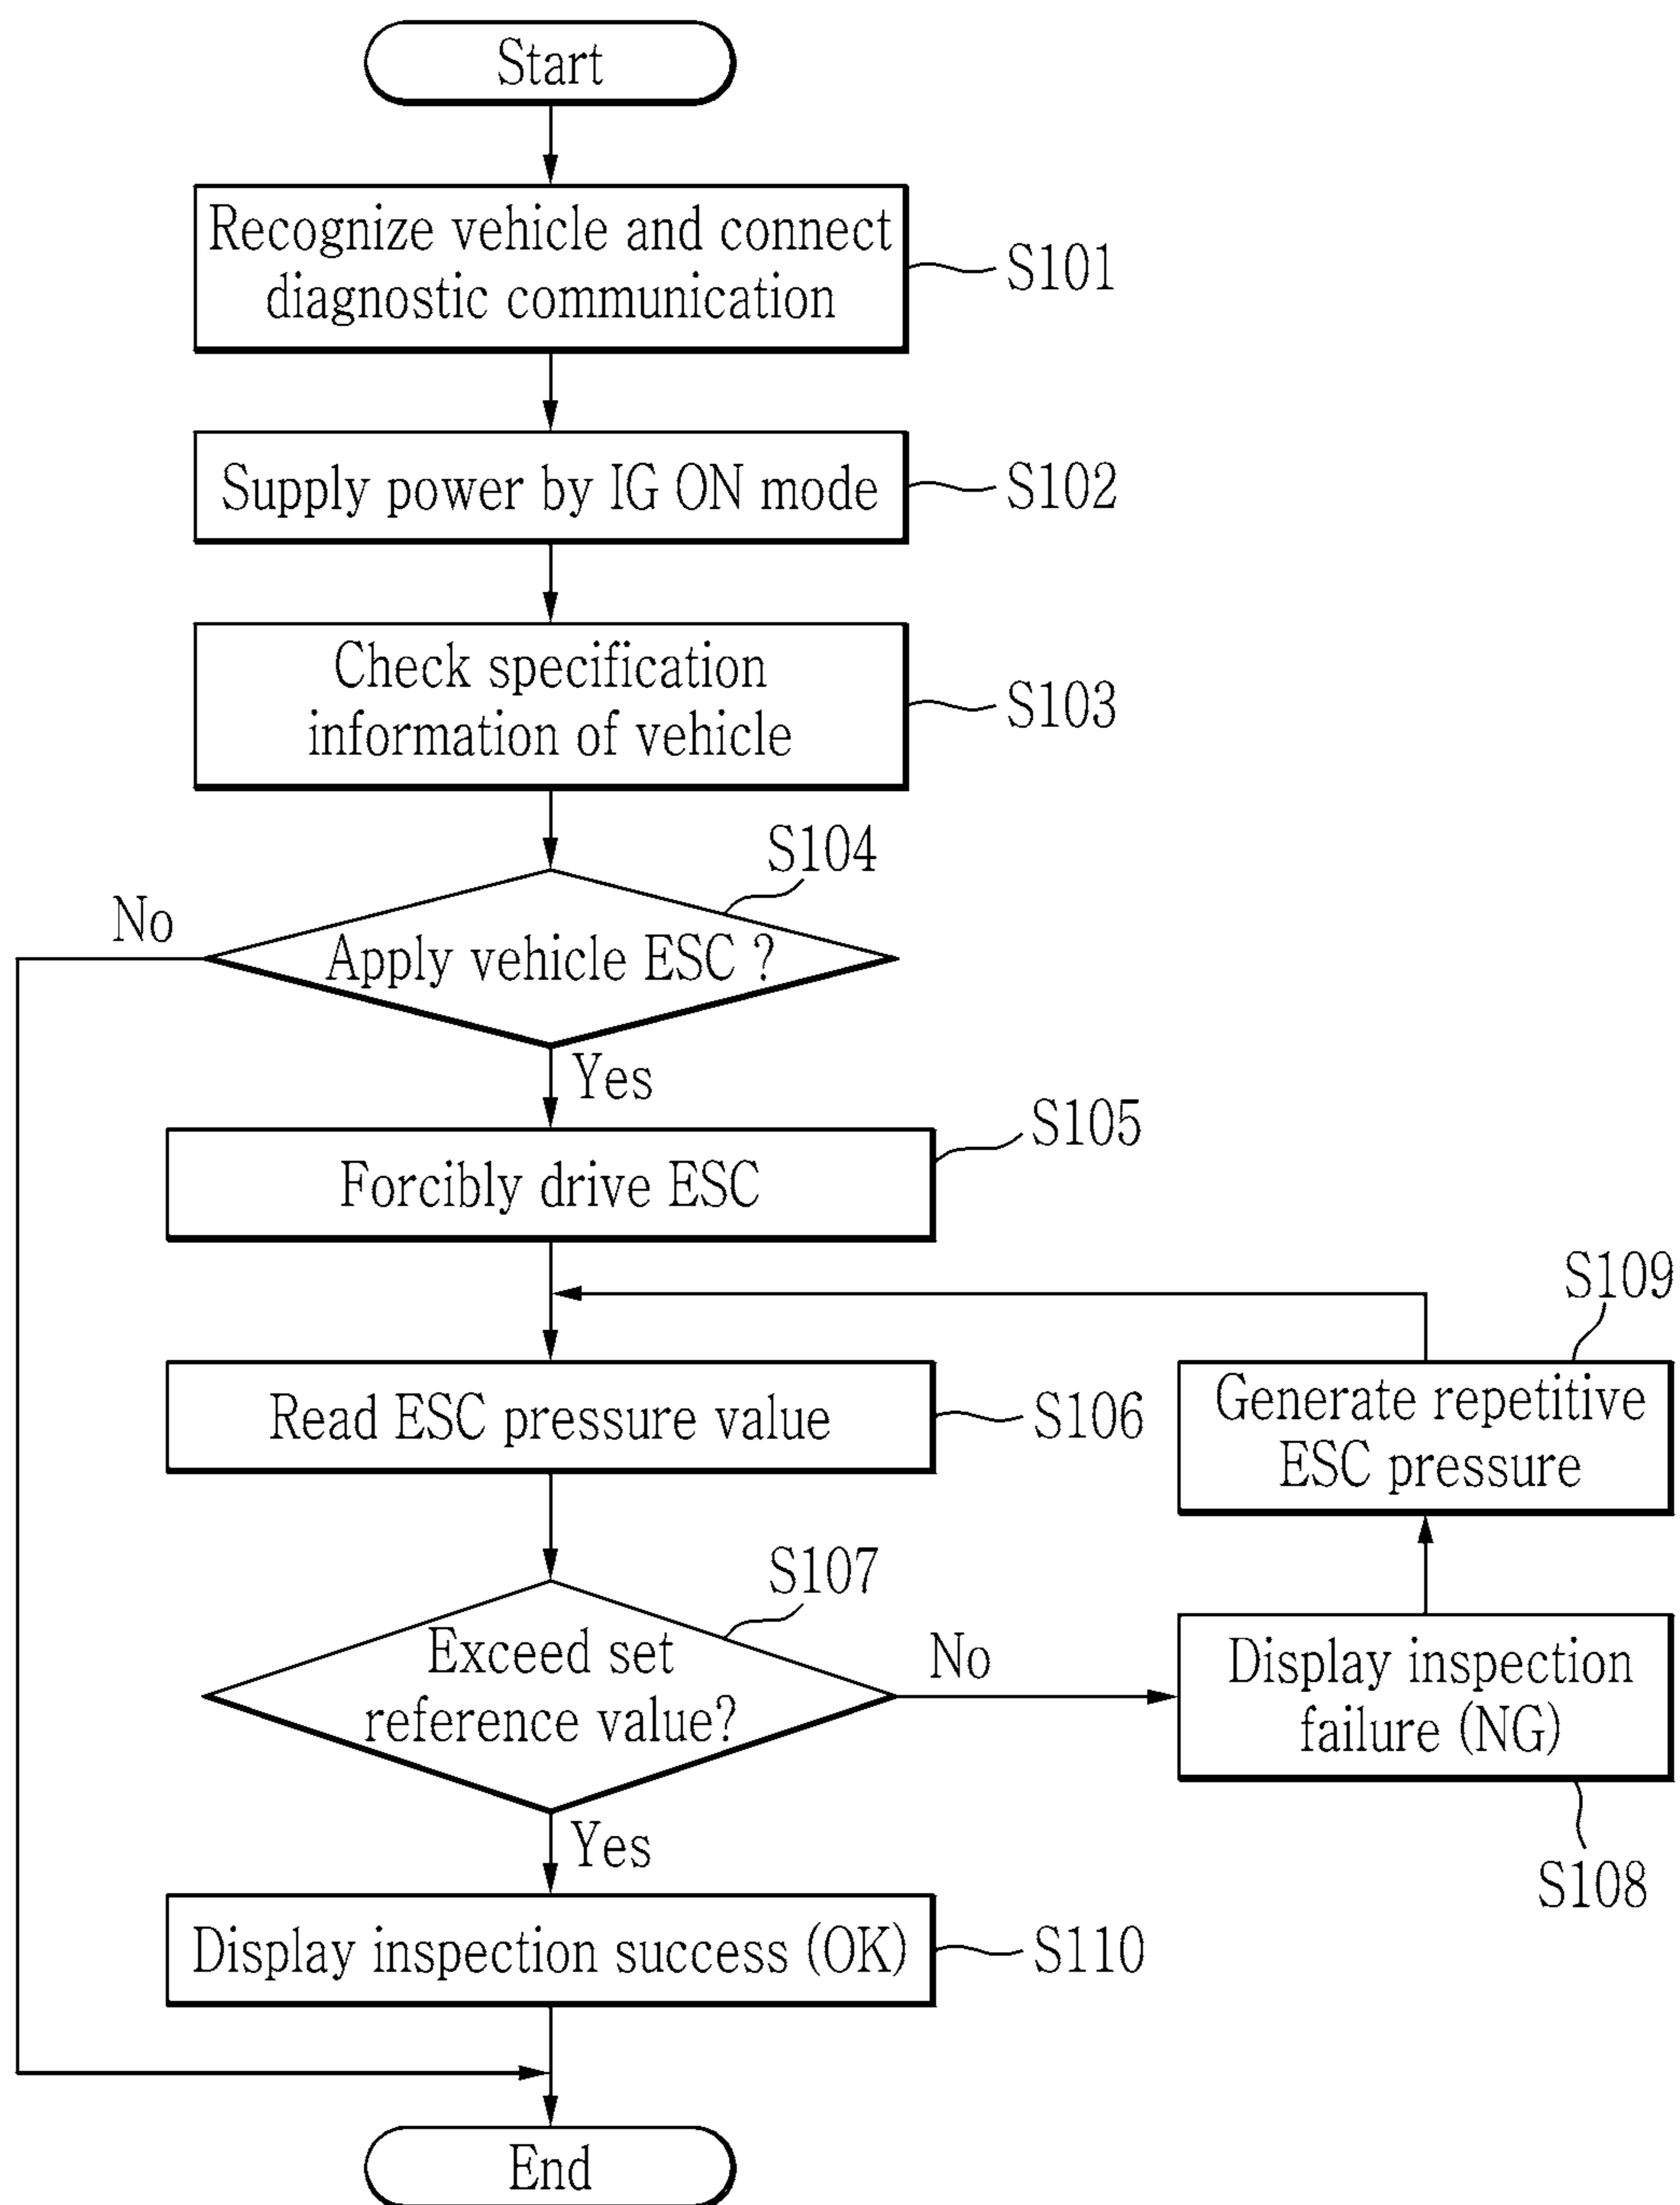 Start
Recognize vehicle and connect
diagnostic communication
S101
Supply power by IG ON mode
S102
Check specification
information of vehicle
S103
S104
No
Apply vehicle ESC ?
Yes
S105
Forcibly drive ESC
S109
Generate repetitive
ESC pressure
Read ESC pressure value
S106
S107
Exceed set
reference value?
No
Display inspection
failure (NG)
S108
Yes
Display inspection success (OK)
S110
End